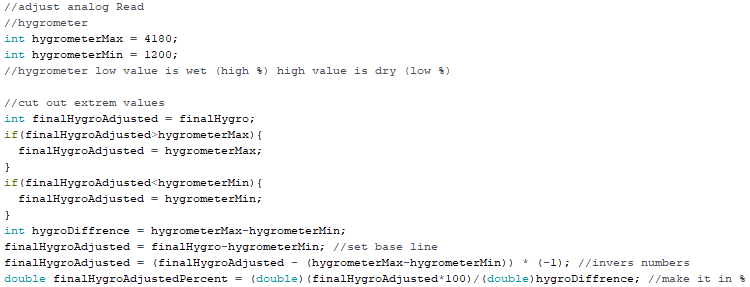 //adjust analog Read
//hygrometer
int hygrometerMax = 4180;
int hygrometerMin = 1200;
//hygrometer low value is wet (high %) high value is dry (low %)
//cut out extrem values
int finalHygroAdjusted = finalHygro;
if(finalHygroAdjusted>hygrometerMax){
  finalHygroAdjusted = hygrometerMax;
}
if(finalHygroAdjusted<hygrometerMin){
  finalHygroAdjusted = hygrometerMin;
}
int hygroDiffrence = hygrometerMax-hygrometerMin;
finalHygroAdjusted = finalHygro-hygrometerMin; //set base line
finalHygroAdjusted = (finalHygroAdjusted - (hygrometerMax-hygrometerMin)) * (-1); //invers numbers
double finalHygroAdjustedPercent = (double)(finalHygroAdjusted*100)/(double)hygroDiffrence; //make it in %